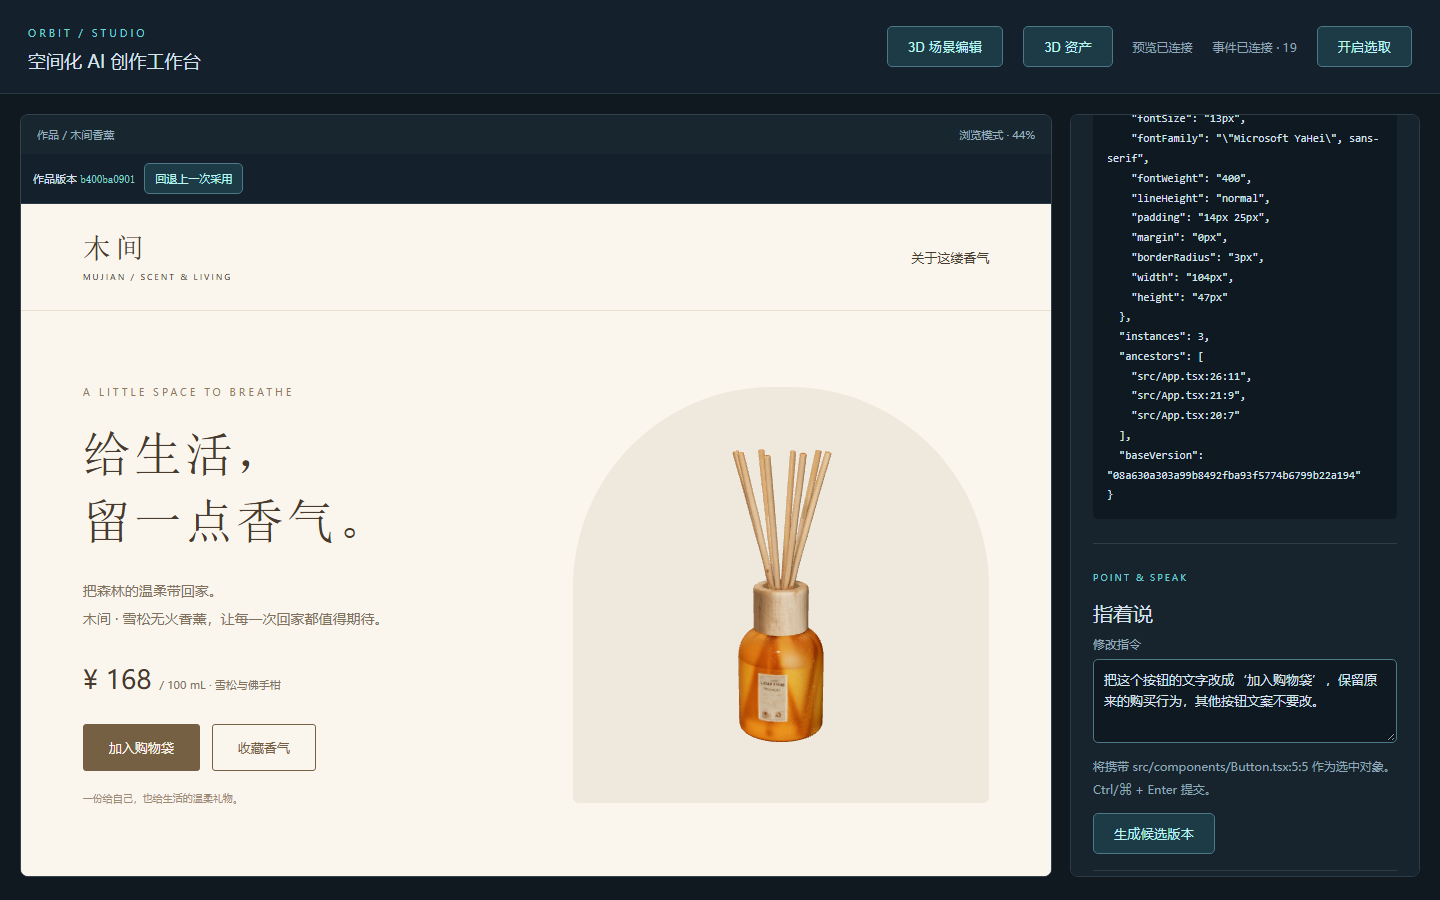 ORBIT / STUDIO
空间化 AI 创作工作台
3D 场景编辑
3D 资产
预览已连接
事件已连接 · 19
开启选取
作品 / 木间香薰
浏览模式 · 44%
作品版本 b400ba0901
回退上一次采用
木间
MUJIAN / SCENT & LIVING
关于这缕香气
A LITTLE SPACE TO BREATHE
给生活，
留一点香气。
把森林的温柔带回家。
木间 · 雪松无火香薰，让每一次回家都值得期待。
¥ 168 / 100 mL · 雪松与佛手柑
加入购物袋
收藏香气
一份给自己，也给生活的温柔礼物。
"fontSize": "13px",
"fontFamily": "\"Microsoft YaHei\", sans-
serif",
"fontWeight": "400",
"lineHeight": "normal",
"padding": "14px 25px",
"margin": "0px",
"borderRadius": "3px",
"width": "104px",
"height": "47px"
},
"instances": 3,
"ancestors": [
"src/App.tsx:26:11",
"src/App.tsx:21:9",
"src/App.tsx:20:7"
],
"baseVersion":
"08a630a303a99b8492fba93f5774b6799b22a194"
}
POINT & SPEAK
指着说
修改指令
把这个按钮的文字改成‘加入购物袋’，保留原
来的购买行为，其他按钮文案不要改。
将携带 src/components/Button.tsx:5:5 作为选中对象。
Ctrl/⌘ + Enter 提交。
生成候选版本